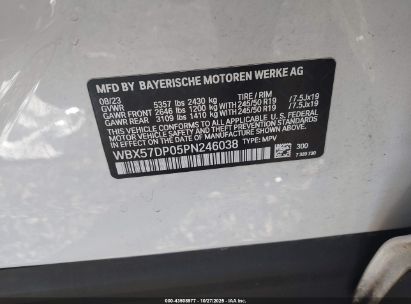 MFD BY BAYERISCHE MOTOREN WERKE AG
08/23 TIRE / RIM
GVWR 5357 lbs 2430 kg
GAWR FRONT 2646 lbs 1200 kg WITH 245/50 R19 / 7.5Jx19
GAWR REAR 3109 lbs 1410 kg WITH 245/50 R19 / 7.5Jx19
THIS VEHICLE CONFORMS TO ALL APPLICABLE U.S. FEDERAL
MOTOR VEHICLE SAFETY, BUMPER, AND THEFT PREVENTION
STANDARDS IN EFFECT ON THE DATE OF MANUFACTURE SHOWN ABOVE.
WBX57DP05PN246038 TYPE: MPV
300